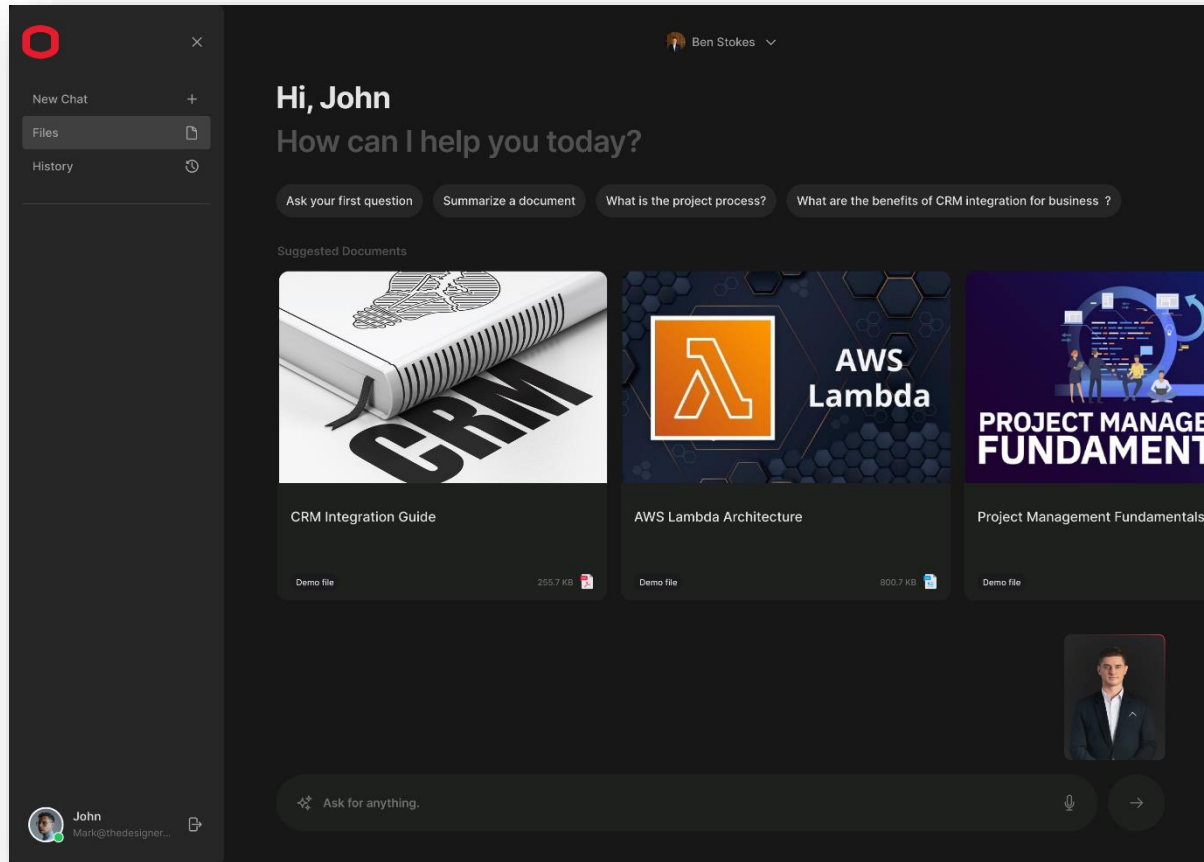 Ben Stokes
New Chat
Files
History
Hi, John
How can I help you today?
Ask your first question
Summarize a document
What is the project process?
What are the benefits of CRM integration for business ?
Suggested Documents
CRM
CRM Integration Guide
Demo file
255.7 KB
AWS
Lambda
AWS Lambda Architecture
Demo file
800.7 KB
PROJECT MANAGE
FUNDAMENT
Project Management Fundamentals
Demo file
Ask for anything.
John
Mark@thedesigner...